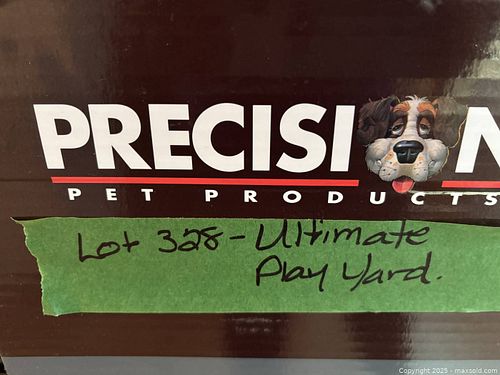 PRECISION
PET PRODUCTS
Lot 328 - Ultimate
Play Yard.
Copyright © 2025 - maxsold.com